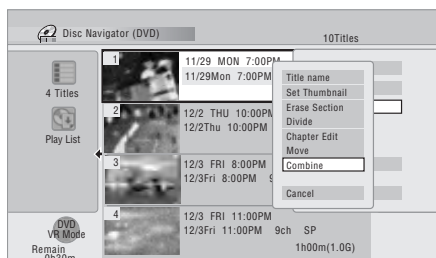 Disc Navigator (DVD)
10Titles
4 Titles
Play List
1
11/29 MON 7:00PM
11/29Mon 7:00PM
2
12/2 THU 10:00PM
12/2Thu 10:00PM
3
12/3 FRI 8:00PM
12/3Fri 8:00PM 9
4
12/3 FRI 11:00PM
12/3Fri 11:00PM 9ch SP
1h00m(1.0G)
Title name
Set Thumbnail
Erase Section
Divide
Chapter Edit
Move
Combine
Cancel
DVD
VR Mode
Remain
0h30m